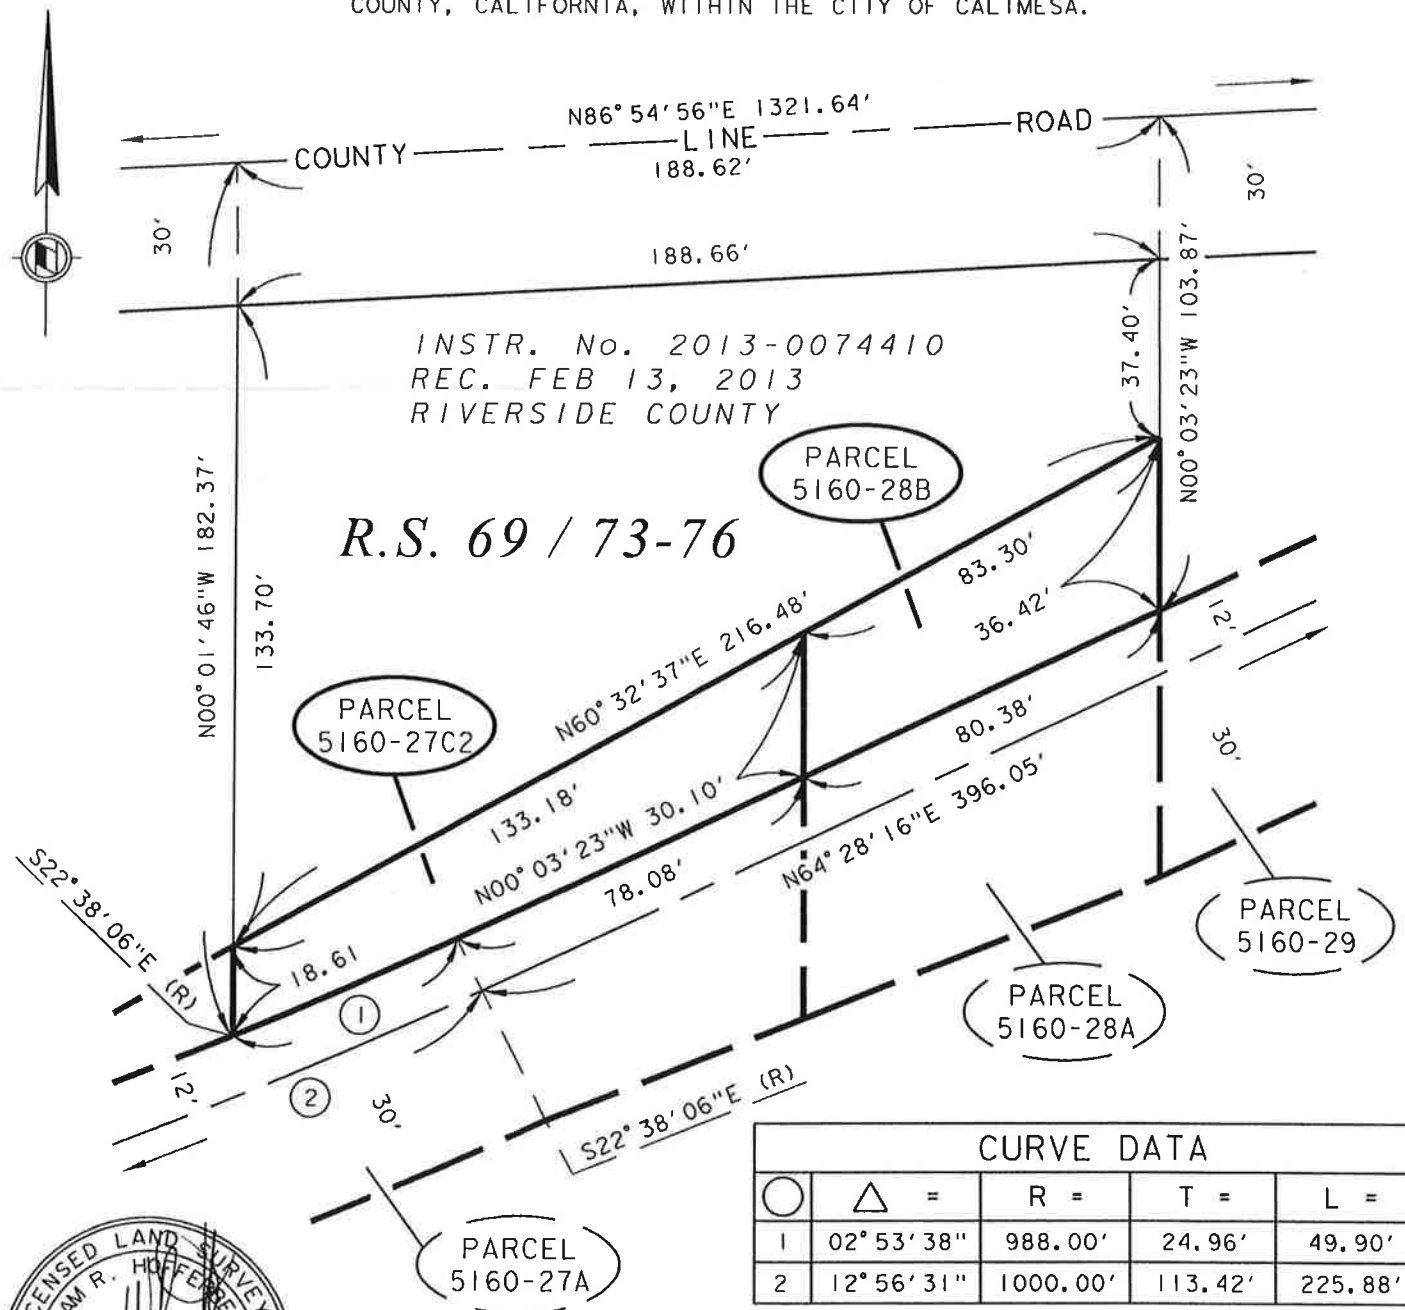 COUNTY, CALIFORNIA, WITHIN THE CITY OF CALIMESA.
N86°54'56"E 1321.64'
COUNTY LINE ROAD
188.62'
30'
30'
188.66'
INSTR. No. 2013-0074410
REC. FEB 13, 2013
RIVERSIDE COUNTY
37.40'
N00°03'23"W 103.87'
PARCEL
5160-28B
R.S. 69 / 73-76
N00°01'46"W 182.37'
133.70'
83.30'
36.42'
12'
N60°32'37"E 216.48'
PARCEL
5160-27C2
80.38'
30'
133.18'
N00°03'23"W 30.10'
78.08'
N64°28'16"E 396.05'
S22°38'06"E (R)
18.61
1
PARCEL
5160-29
PARCEL
5160-28A
12'
2
30'
S22°38'06"E (R)
PARCEL
5160-27A
CURVE DATA
△ = R = T = L =
1 02°53'38" 988.00' 24.96' 49.90'
2 12°56'31" 1000.00' 113.42' 225.88'
LAND
R.